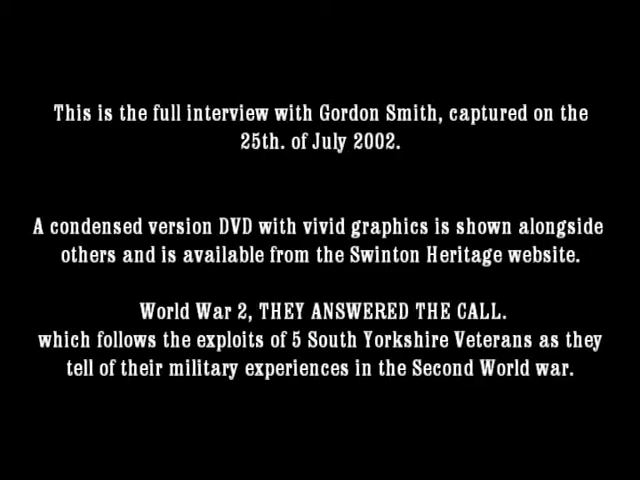 This is the full interview with Gordon Smith, captured on the
25th. of July 2002.
A condensed version DVD with vivid graphics is shown alongside
others and is available from the Swinton Heritage website.
World War 2, THEY ANSWERED THE CALL.
which follows the exploits of 5 South Yorkshire Veterans as they
tell of their military experiences in the Second World war.